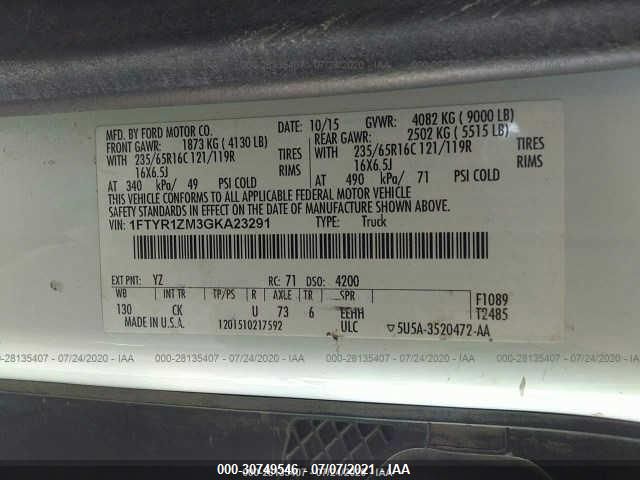 000-28135407 - 07/24/2020 - IAA
MFD. BY FORD MOTOR CO. DATE: 10/15 GVWR: 4082 KG ( 9000 LB)
FRONT GAWR: 1873 KG ( 4130 LB) REAR GAWR: 2502 KG ( 5515 LB)
WITH 235/65R16C 121/119R TIRES WITH 235/65R16C 121/119R TIRES
16X6.5J RIMS 16X6.5J RIMS
AT 340 kPa/ 49 PSI COLD AT 490 kPa/ 71 PSI COLD
THIS VEHICLE CONFORMS TO ALL APPLICABLE FEDERAL MOTOR VEHICLE
SAFETY STANDARDS IN EFFECT ON THE DATE OF MANUFACTURE SHOWN ABOVE.
VIN: 1FTYR1ZM3GKA23291 TYPE: Truck
EXT PNT: YZ RC: 71 DSO: 4200
WB INT TR TP/PS R AXLE TR SPR F1089
130 CK U 73 6 EEHH T2485
MADE IN U.S.A. 1201510217592 ULC ▽5U5A-3520472-AA
000-28135407 - 07/24/2020 - IAA 000-28135407 - 07/24/2020 - IAA
000-28135407 - 07/24/2020 - IAA
000-30749546 - 07/07/2021 - IAA